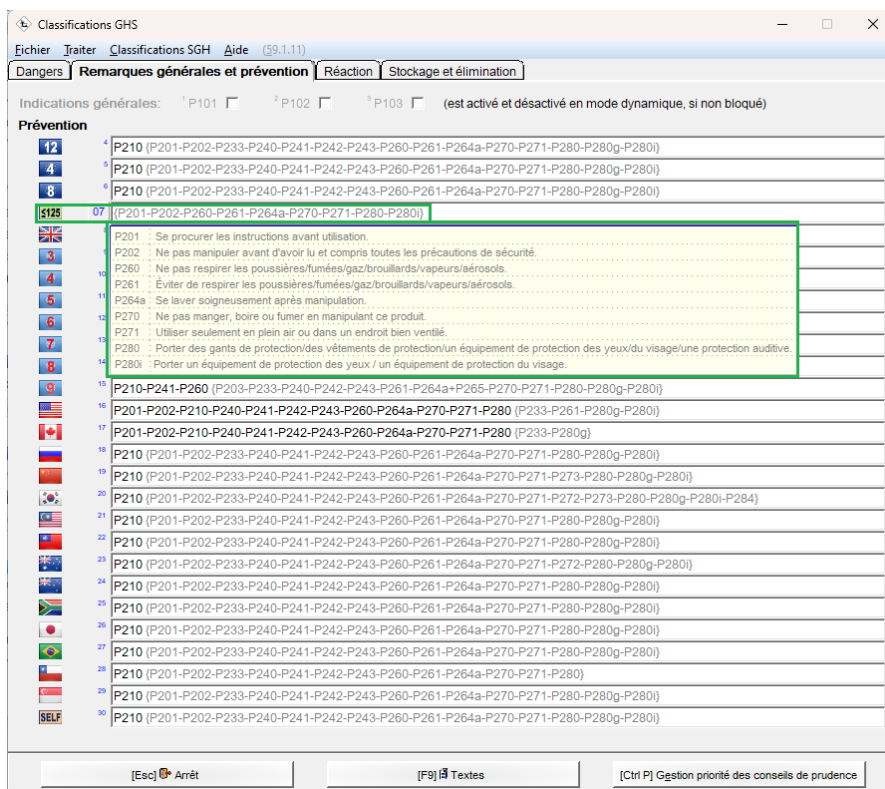 Classifications GHS
Fichier Traiter Classifications SGH Aide (59.1.11)
Dangers Remarques générales et prévention Réaction Stockage et élimination
Indications générales: 1 P101 2 P102 3 P103 (est activé et désactivé en mode dynamique, si non bloqué)
Prévention
12 4 P210 {P201-P202-P233-P240-P241-P242-P243-P260-P261-P264a-P270-P271-P280-P280g-P280i}
4 5 P210 {P201-P202-P233-P240-P241-P242-P243-P260-P261-P264a-P270-P271-P280-P280g-P280i}
8 6 P210 {P201-P202-P233-P240-P241-P242-P243-P260-P261-P264a-P270-P271-P280-P280g-P280i}
≤125 07 {P201-P202-P260-P261-P264a-P270-P271-P280-P280i}
8
P201 : Se procurer les instructions avant utilisation.
3 9 P202 : Ne pas manipuler avant d'avoir lu et compris toutes les précautions de sécurité.
P260 : Ne pas respirer les poussières/fumées/gaz/brouillards/vapeurs/aérosols.
4 10 P261 : Éviter de respirer les poussières/fumées/gaz/brouillards/vapeurs/aérosols.
5 11 P264a : Se laver soigneusement après manipulation.
6 12 P270 : Ne pas manger, boire ou fumer en manipulant ce produit.
P271 : Utiliser seulement en plein air ou dans un endroit bien ventilé.
7 13 P280 : Porter des gants de protection/des vêtements de protection/un équipement de protection des yeux/du visage/une protection auditive.
8 14 P280i : Porter un équipement de protection des yeux / un équipement de protection du visage.
9 15 P210-P241-P260 {P203-P233-P240-P242-P243-P261-P264a+P265-P270-P271-P280-P280g-P280i}
16 P201-P202-P210-P240-P241-P242-P243-P260-P264a-P270-P271-P280 {P233-P261-P280g-P280i}
17 P201-P202-P210-P240-P241-P242-P243-P260-P264a-P270-P271-P280 {P233-P280g}
18 P210 {P201-P202-P233-P240-P241-P242-P243-P260-P261-P264a-P270-P271-P280-P280g-P280i}
19 P210 {P201-P202-P233-P240-P241-P242-P243-P260-P261-P264a-P270-P271-P273-P280-P280g-P280i}
20 P210 {P201-P202-P233-P240-P241-P242-P243-P260-P261-P264a-P270-P271-P272-P273-P280-P280g-P280i-P284}
21 P210 {P201-P202-P233-P240-P241-P242-P243-P260-P261-P264a-P270-P271-P280-P280g-P280i}
22 P210 {P201-P202-P233-P240-P241-P242-P243-P260-P261-P264a-P270-P271-P280-P280g-P280i}
23 P210 {P201-P202-P233-P240-P241-P242-P243-P260-P261-P264a-P270-P271-P272-P280-P280g-P280i}
24 P210 {P201-P202-P233-P240-P241-P242-P243-P260-P261-P264a-P270-P271-P280-P280g-P280i}
25 P210 {P201-P202-P233-P240-P241-P242-P243-P260-P261-P264a-P270-P271-P280-P280g-P280i}
26 P210 {P201-P202-P233-P240-P241-P242-P243-P260-P261-P264a-P270-P271-P280-P280g-P280i}
27 P210 {P201-P202-P233-P240-P241-P242-P243-P260-P261-P264a-P270-P271-P280-P280g-P280i}
28 P210 {P201-P202-P233-P240-P241-P242-P243-P260-P261-P264a-P270-P271-P280}
29 P210 {P201-P202-P233-P240-P241-P242-P243-P260-P261-P264a-P270-P271-P280-P280g-P280i}
SELF 30 P210 {P201-P202-P233-P240-P241-P242-P243-P260-P261-P264a-P270-P271-P280-P280g-P280i}
[Esc] Arrêt [F9] Textes [Ctrl P] Gestion priorité des conseils de prudence